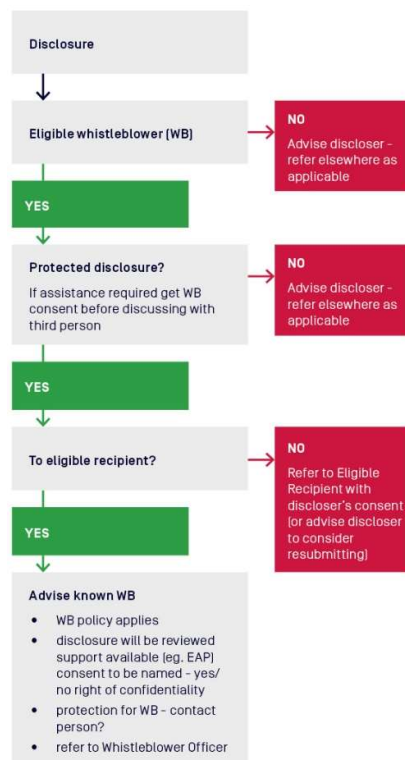 Disclosure
Eligible whistleblower (WB)
NO
Advise discloser -
refer elsewhere as
applicable
YES
Protected disclosure?
If assistance required get WB
consent before discussing with
third person
NO
Advise discloser -
refer elsewhere as
applicable
YES
To eligible recipient?
NO
Refer to Eligible
Recipient with
discloser's consent
(or advise discloser
to consider
resubmitting)
YES
Advise known WB
• WB policy applies
• disclosure will be reviewed
support available (eg. EAP)
consent to be named - yes/
no right of confidentiality
• protection for WB - contact
person?
• refer to Whistleblower Officer